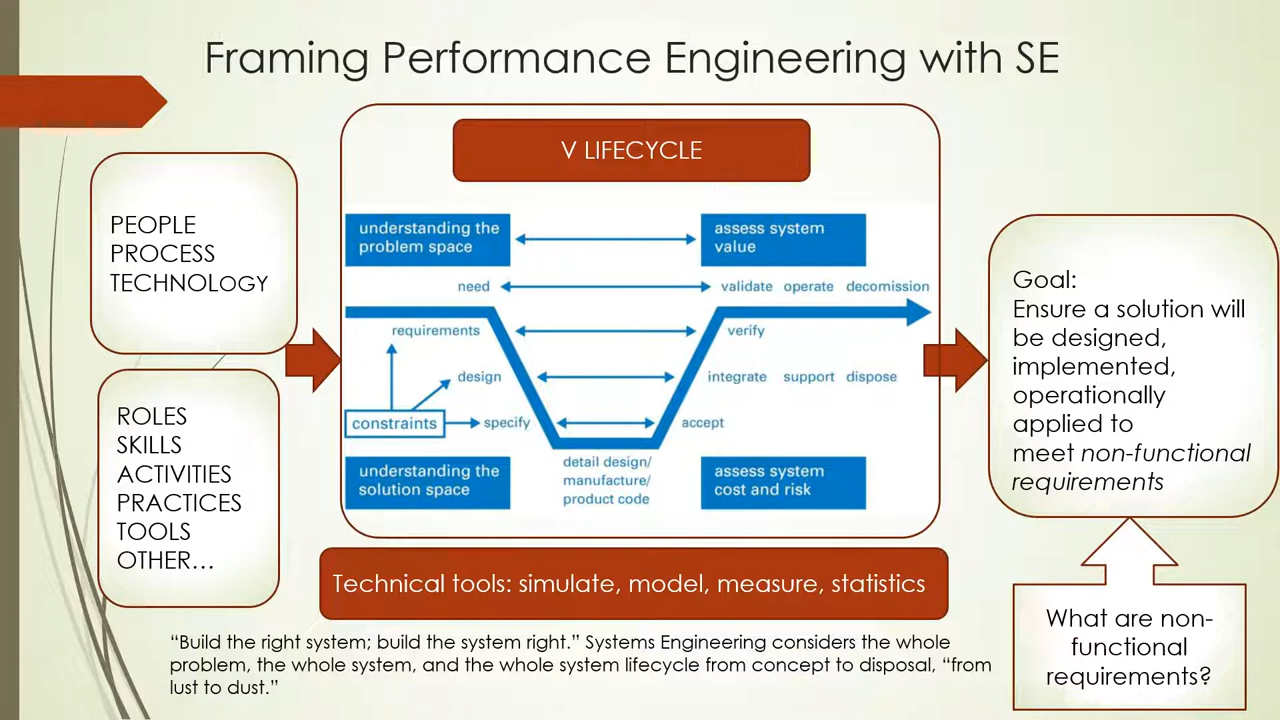 Framing Performance Engineering with SE
PEOPLE
PROCESS
TECHNOLOGY
ROLES
SKILLS
ACTIVITIES
PRACTICES
TOOLS
OTHER…
V LIFECYCLE
understanding the
problem space
assess system
value
need
validate operate decomission
requirements
verify
design
integrate support dispose
constraints
specify
accept
understanding the
solution space
detail design/
manufacture/
product code
assess system
cost and risk
Technical tools: simulate, model, measure, statistics
“Build the right system; build the system right.” Systems Engineering considers the whole
problem, the whole system, and the whole system lifecycle from concept to disposal, “from
lust to dust.”
Goal:
Ensure a solution will
be designed,
implemented,
operationally
applied to
meet non-functional
requirements
What are non-
functional
requirements?